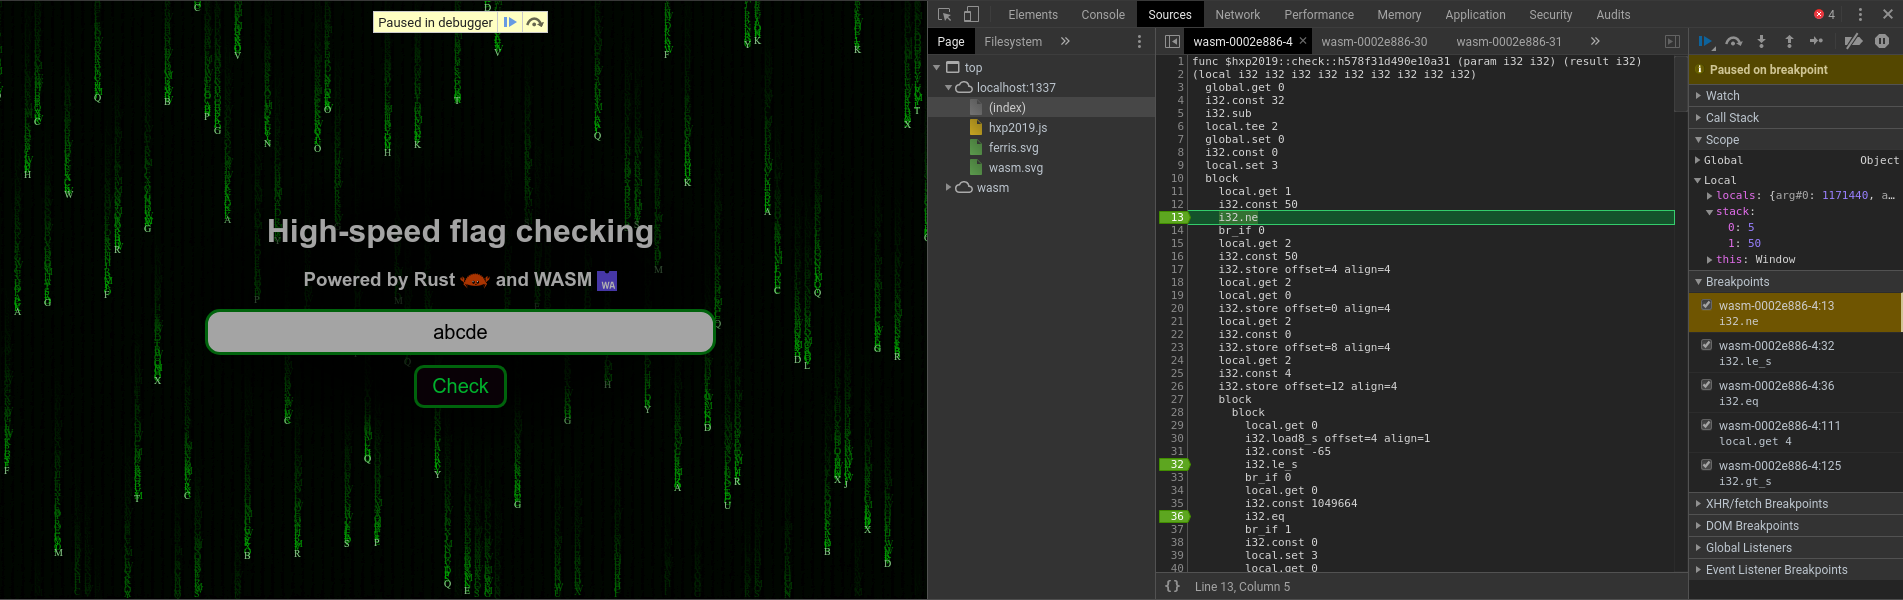 Paused in debugger
High-speed flag checking
Powered by Rust and WASM WA
abcde
Check
Elements Console Sources Network Performance Memory Application Security Audits 4
Page Filesystem »
top
localhost:1337
(index)
hxp2019.js
ferris.svg
wasm.svg
wasm
wasm-0002e886-4 × wasm-0002e886-30 wasm-0002e886-31 »
1 func $hxp2019::check::h578f31d490e10a31 (param i32 i32) (result i32)
2 (local i32 i32 i32 i32 i32 i32 i32 i32 i32)
3 global.get 0
4 i32.const 32
5 i32.sub
6 local.tee 2
7 global.set 0
8 i32.const 0
9 local.set 3
10 block
11 local.get 1
12 i32.const 50
13 i32.ne
14 br_if 0
15 local.get 2
16 i32.const 50
17 i32.store offset=4 align=4
18 local.get 2
19 local.get 0
20 i32.store offset=0 align=4
21 local.get 2
22 i32.const 0
23 i32.store offset=8 align=4
24 local.get 2
25 i32.const 4
26 i32.store offset=12 align=4
27 block
28 block
29 local.get 0
30 i32.load8_s offset=4 align=1
31 i32.const -65
32 i32.le_s
33 br_if 0
34 local.get 0
35 i32.const 1049664
36 i32.eq
37 br_if 1
38 i32.const 0
39 local.set 3
40 local.get 0
{} Line 13, Column 5
Paused on breakpoint
Watch
Call Stack
Scope
Global Object
Local
locals: {arg#0: 1171440, a…
stack:
0: 5
1: 50
this: Window
Breakpoints
wasm-0002e886-4:13
i32.ne
wasm-0002e886-4:32
i32.le_s
wasm-0002e886-4:36
i32.eq
wasm-0002e886-4:111
local.get 4
wasm-0002e886-4:125
i32.gt_s
XHR/fetch Breakpoints
DOM Breakpoints
Global Listeners
Event Listener Breakpoints